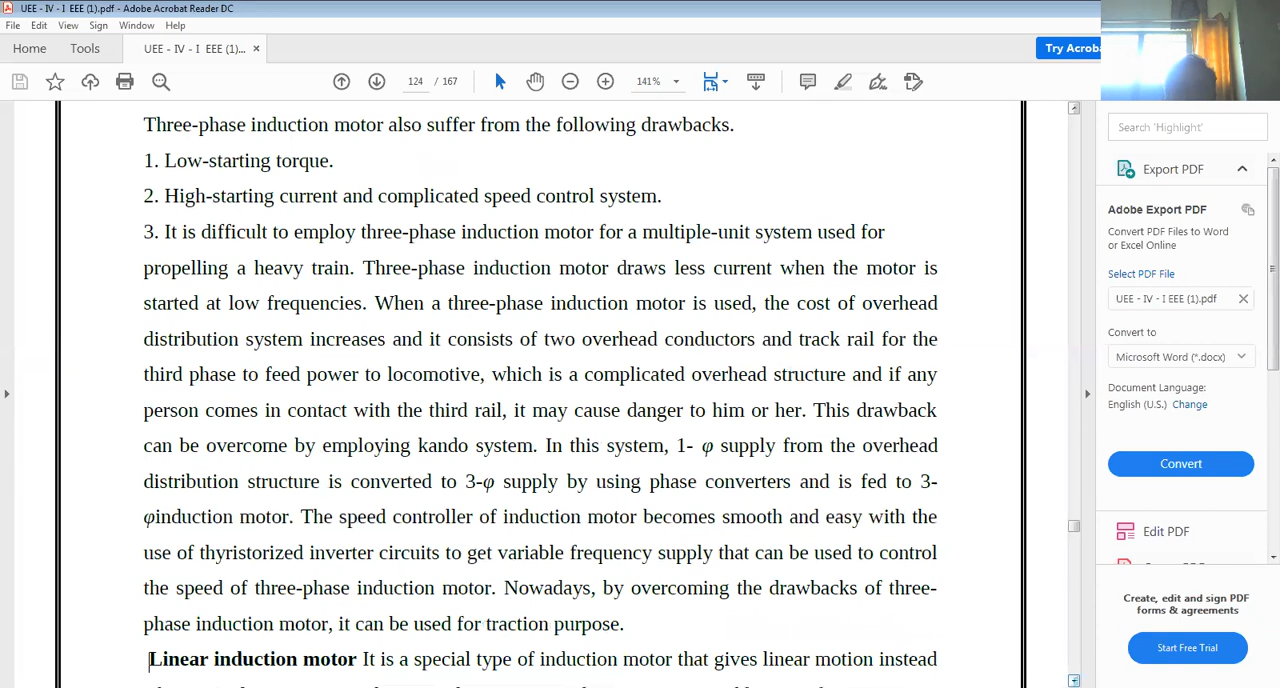 UEE - IV - I EEE (1).pdf - Adobe Acrobat Reader DC
File Edit View Sign Window Help
Home Tools UEE - IV - I EEE (1)... ×
Try Acroba
124 / 167 141%
Three-phase induction motor also suffer from the following drawbacks.
1. Low-starting torque.
2. High-starting current and complicated speed control system.
3. It is difficult to employ three-phase induction motor for a multiple-unit system used for
propelling a heavy train. Three-phase induction motor draws less current when the motor is
started at low frequencies. When a three-phase induction motor is used, the cost of overhead
distribution system increases and it consists of two overhead conductors and track rail for the
third phase to feed power to locomotive, which is a complicated overhead structure and if any
person comes in contact with the third rail, it may cause danger to him or her. This drawback
can be overcome by employing kando system. In this system, 1- φ supply from the overhead
distribution structure is converted to 3-φ supply by using phase converters and is fed to 3-
φinduction motor. The speed controller of induction motor becomes smooth and easy with the
use of thyristorized inverter circuits to get variable frequency supply that can be used to control
the speed of three-phase induction motor. Nowadays, by overcoming the drawbacks of three-
phase induction motor, it can be used for traction purpose.
Linear induction motor It is a special type of induction motor that gives linear motion instead
Search 'Highlight'
Export PDF
Adobe Export PDF
Convert PDF Files to Word
or Excel Online
Select PDF File
UEE - IV - I EEE (1).pdf
Convert to
Microsoft Word (*.docx)
Document Language:
English (U.S.) Change
Convert
Edit PDF
Create, edit and sign PDF
forms & agreements
Start Free Trial